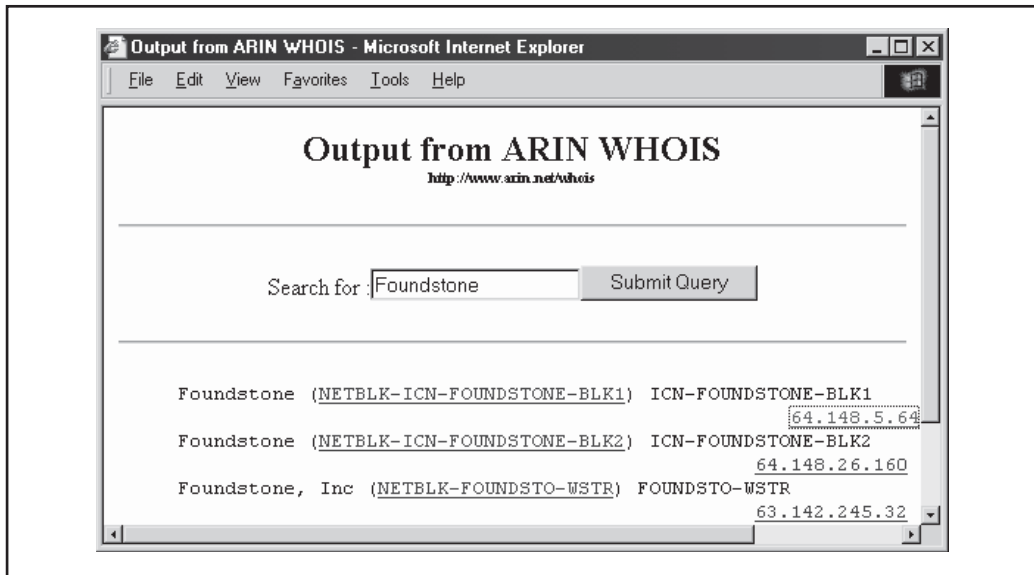 Output from ARIN WHOIS - Microsoft Internet Explorer
File Edit View Favorites Tools Help
Output from ARIN WHOIS
http://www.arin.net/whois
Search for : Foundstone Submit Query
Foundstone (NETBLK-ICN-FOUNDSTONE-BLK1) ICN-FOUNDSTONE-BLK1
64.148.5.64
Foundstone (NETBLK-ICN-FOUNDSTONE-BLK2) ICN-FOUNDSTONE-BLK2
64.148.26.160
Foundstone, Inc (NETBLK-FOUNDSTO-WSTR) FOUNDSTO-WSTR
63.142.245.32